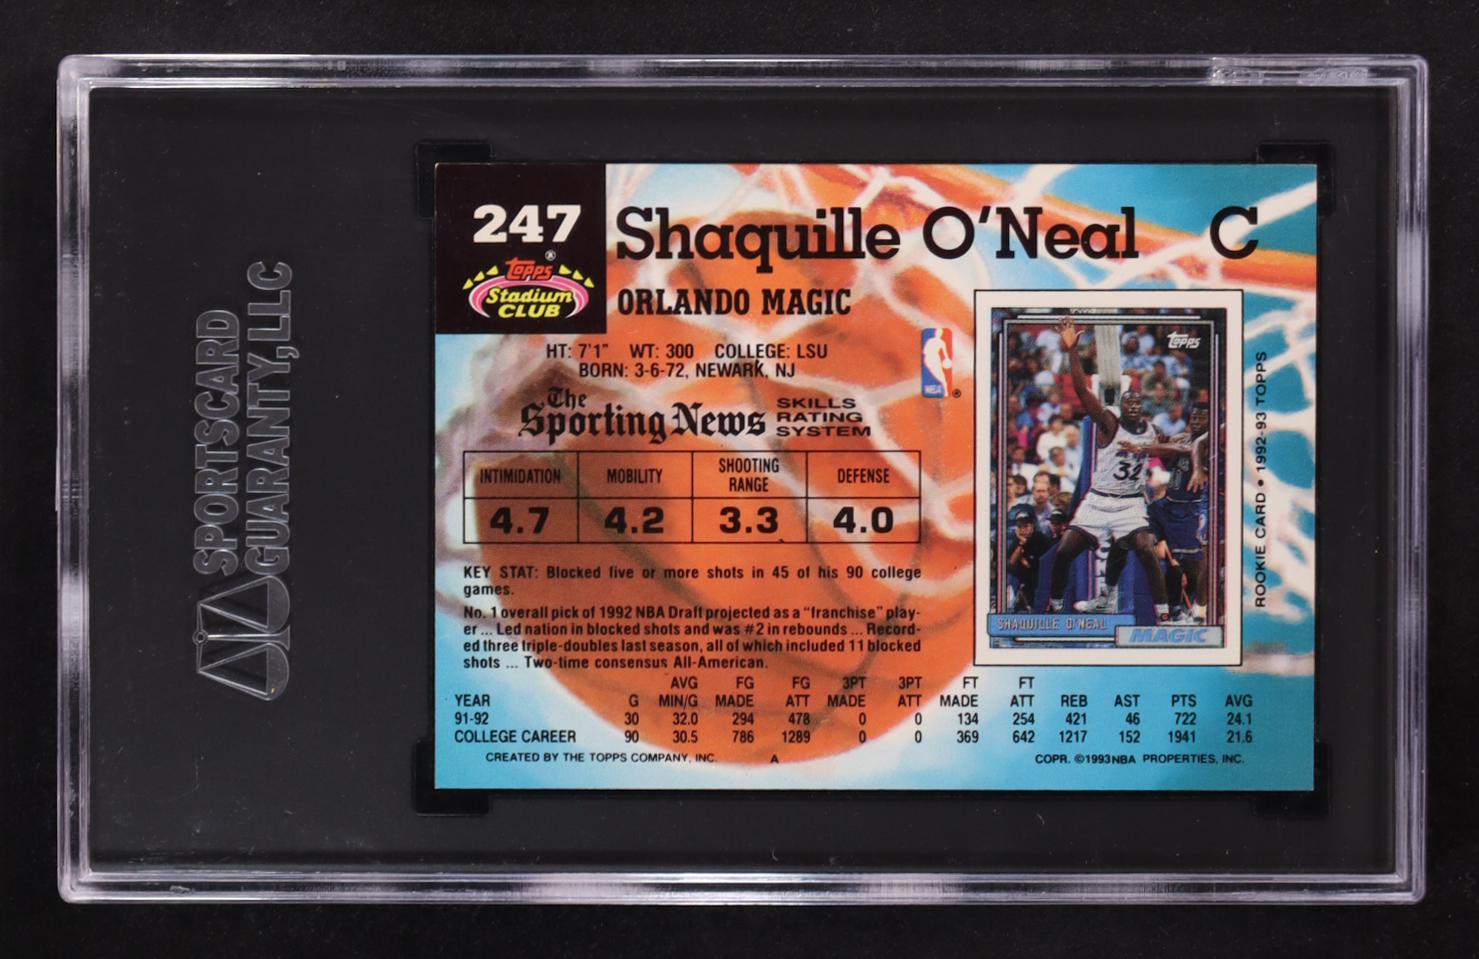 SPORTSCARD
GUARANTY,LLC
247
Topps®
Stadium
CLUB
Shaquille O'Neal C
ORLANDO MAGIC
HT: 7'1" WT: 300 COLLEGE: LSU
BORN: 3-6-72, NEWARK, NJ
NBA ®
The
Sporting News
SKILLS
RATING
SYSTEM
INTIMIDATION MOBILITY SHOOTING RANGE DEFENSE
4.7 4.2 3.3 4.0
KEY STAT: Blocked five or more shots in 45 of his 90 college
games.
No. 1 overall pick of 1992 NBA Draft projected as a "franchise" play-
er ... Led nation in blocked shots and was #2 in rebounds ... Record-
ed three triple-doubles last season, all of which included 11 blocked
shots ... Two-time consensus All-American.
Topps
32
SHAQUILLE O'NEAL
MAGIC
ROOKIE CARD • 1992-93 TOPPS
AVG FG FG 3PT 3PT FT FT
YEAR G MIN/G MADE ATT MADE ATT MADE ATT REB AST PTS AVG
91-92 30 32.0 294 478 0 0 134 254 421 46 722 24.1
COLLEGE CAREER 90 30.5 786 1289 0 0 369 642 1217 152 1941 21.6
CREATED BY THE TOPPS COMPANY, INC. A COPR. ©1993 NBA PROPERTIES, INC.